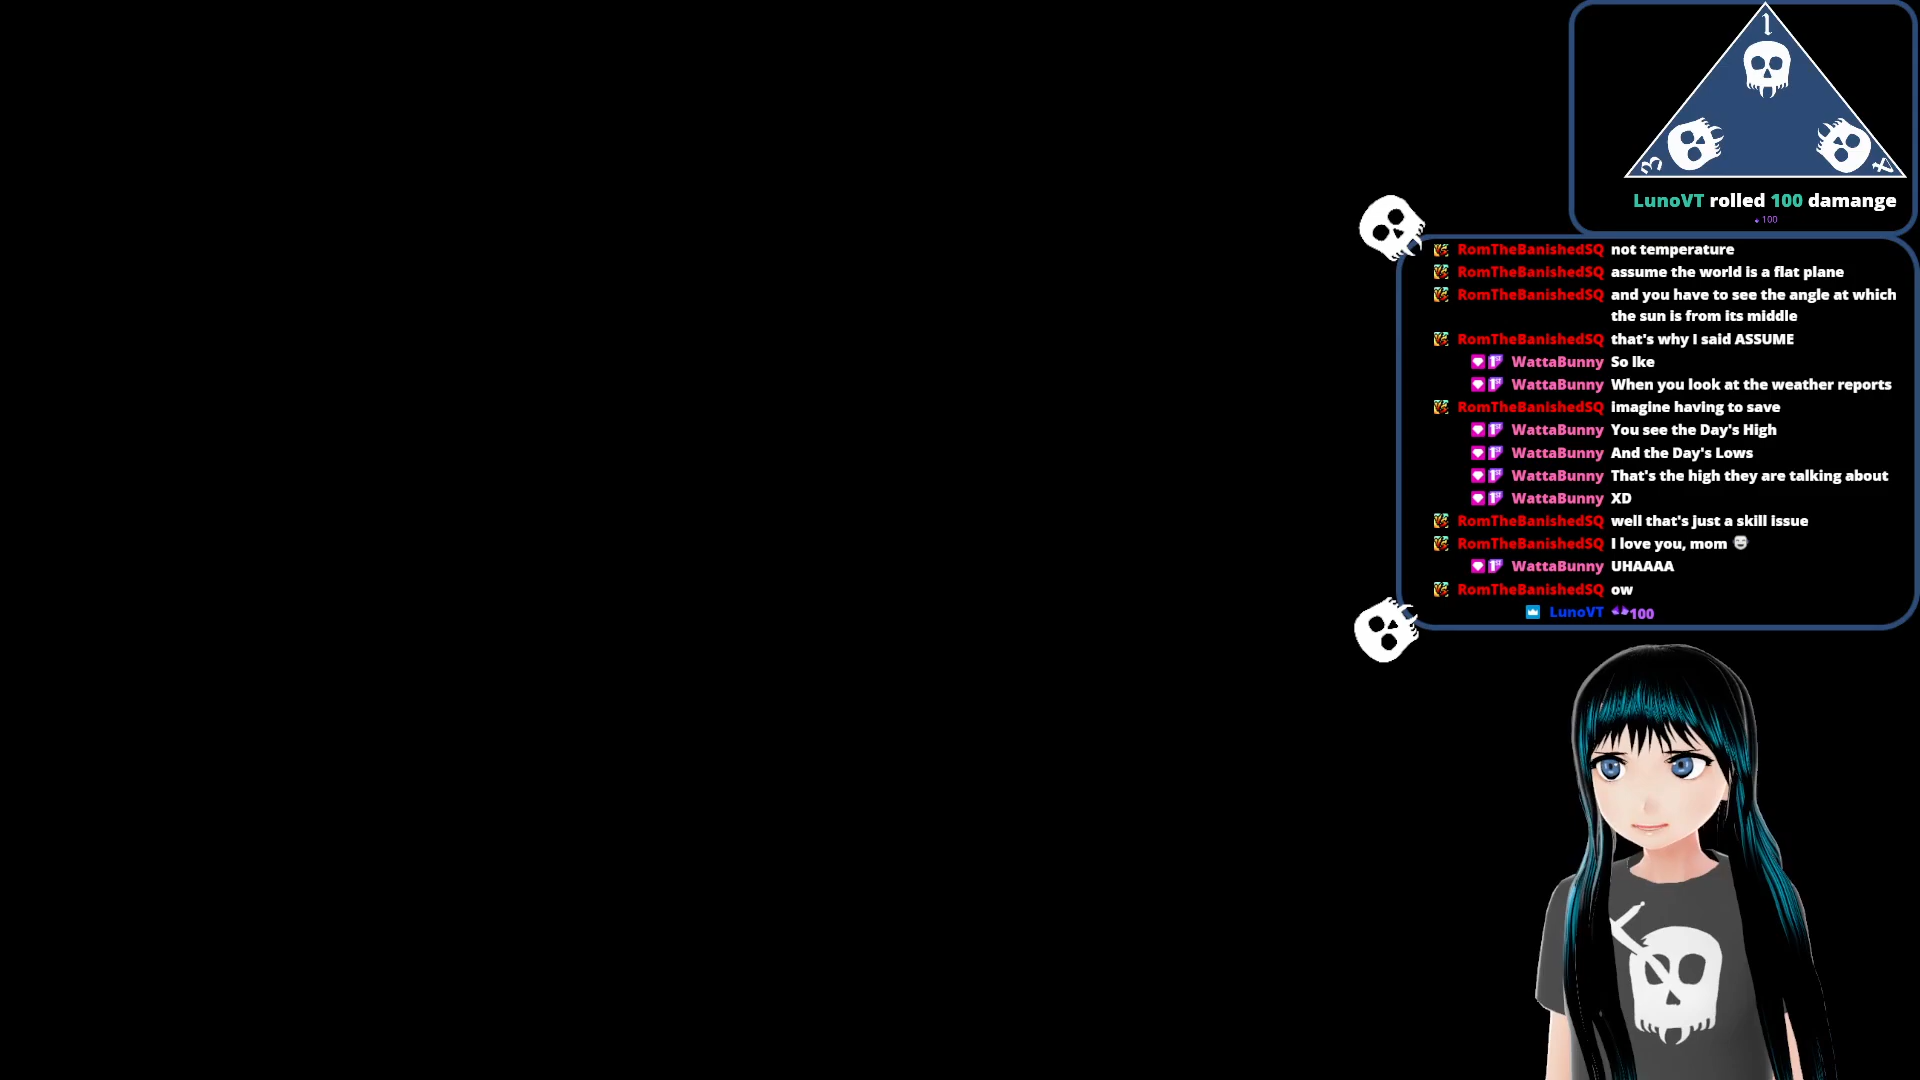 1
3
4
LunoVT rolled 100 damange
100
RomTheBanishedSQ not temperature
RomTheBanishedSQ assume the world is a flat plane
RomTheBanishedSQ and you have to see the angle at which
the sun is from its middle
RomTheBanishedSQ that's why I said ASSUME
WattaBunny So lke
WattaBunny When you look at the weather reports
RomTheBanishedSQ imagine having to save
WattaBunny You see the Day's High
WattaBunny And the Day's Lows
WattaBunny That's the high they are talking about
WattaBunny XD
RomTheBanishedSQ well that's just a skill issue
RomTheBanishedSQ I love you, mom
WattaBunny UHAAAA
RomTheBanishedSQ ow
LunoVT 100